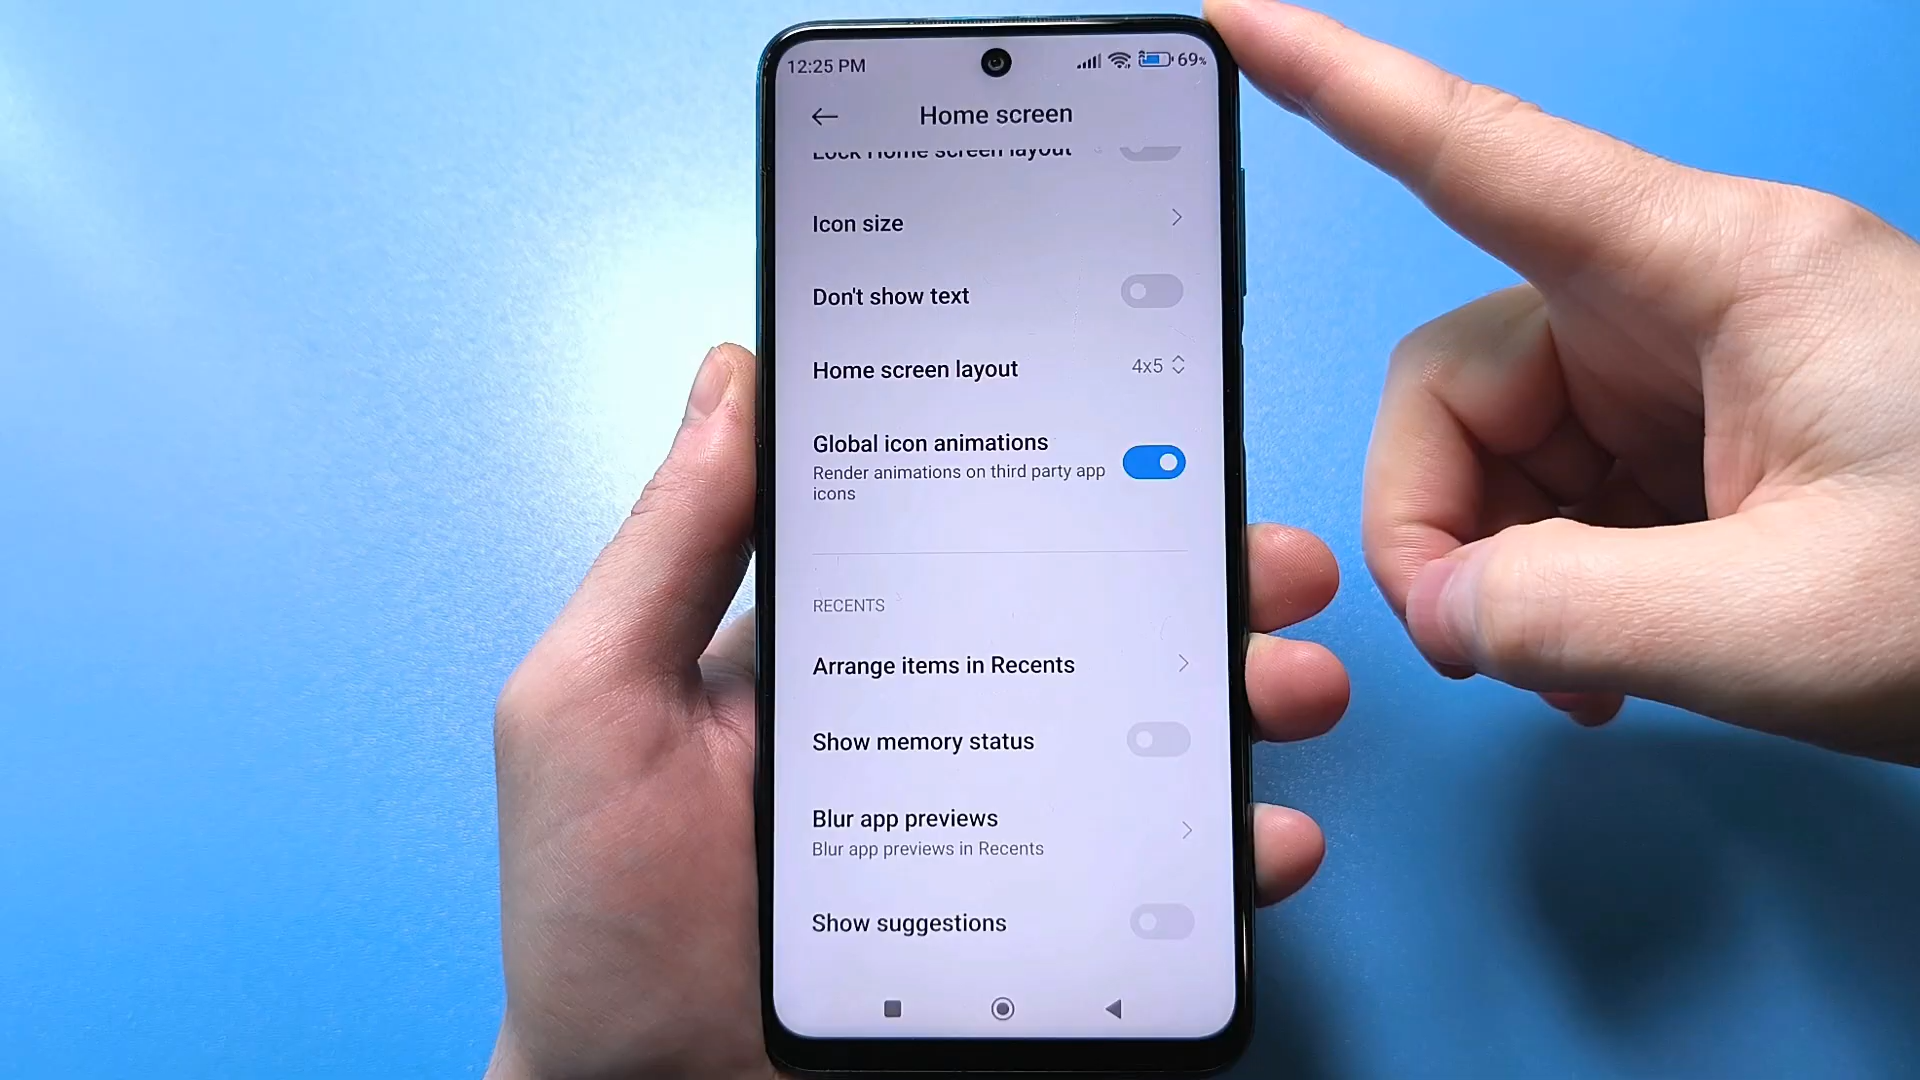 12:25 PM
69%
Home screen
Lock Home screen layout
Icon size
Don't show text
Home screen layout
4x5
Global icon animations
Render animations on third party app
icons
RECENTS
Arrange items in Recents
Show memory status
Blur app previews
Blur app previews in Recents
Show suggestions